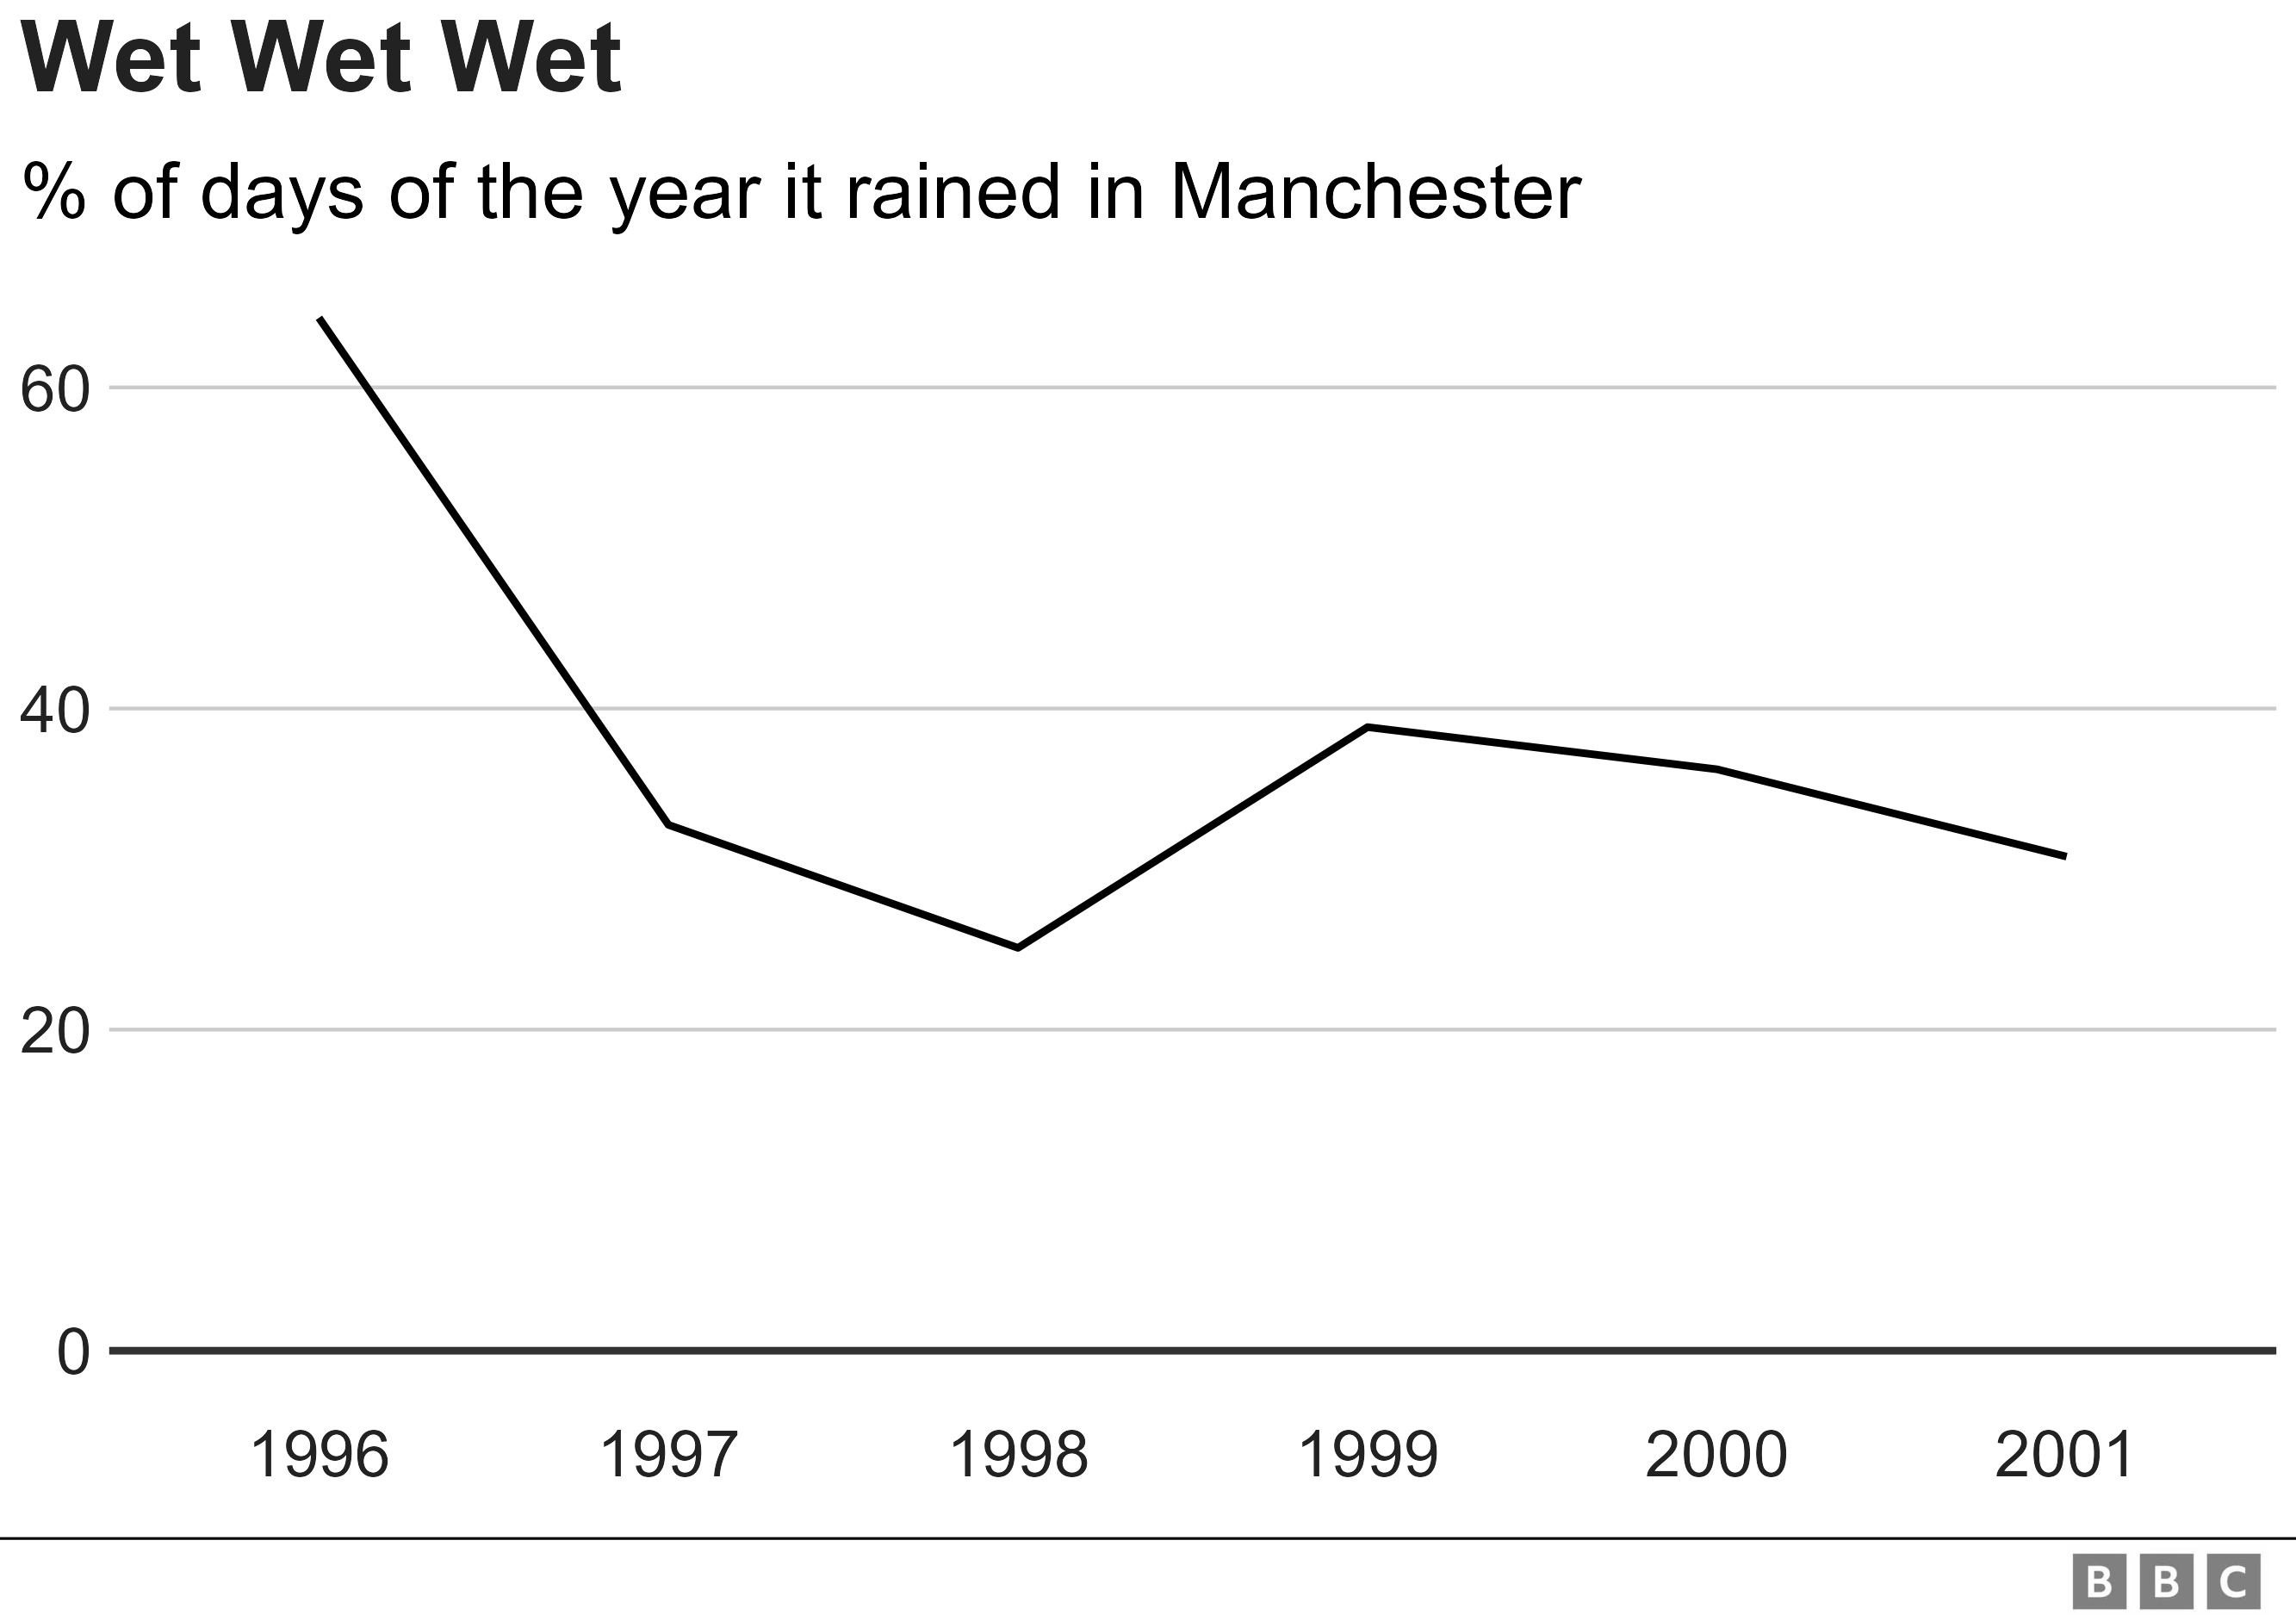 Wet Wet Wet
% of days of the year it rained in Manchester
60
40
20
0
1996 1997 1998 1999 2000 2001
BBC